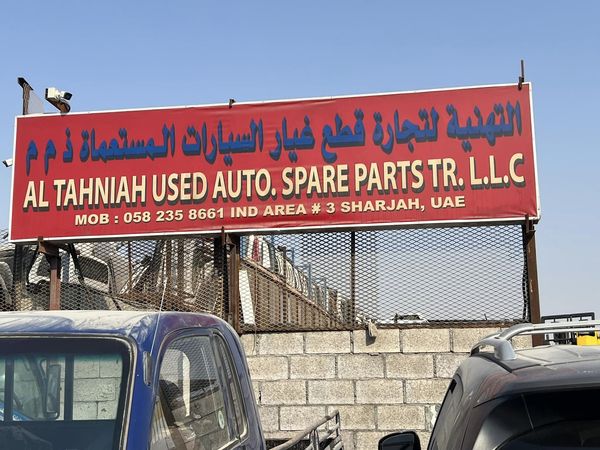 التهنية لتجارة قطع غيار السيارات المستعملة ذ م م
AL TAHNIAH USED AUTO. SPARE PARTS TR. L.L.C
MOB : 058 235 8661 IND AREA # 3 SHARJAH, UAE